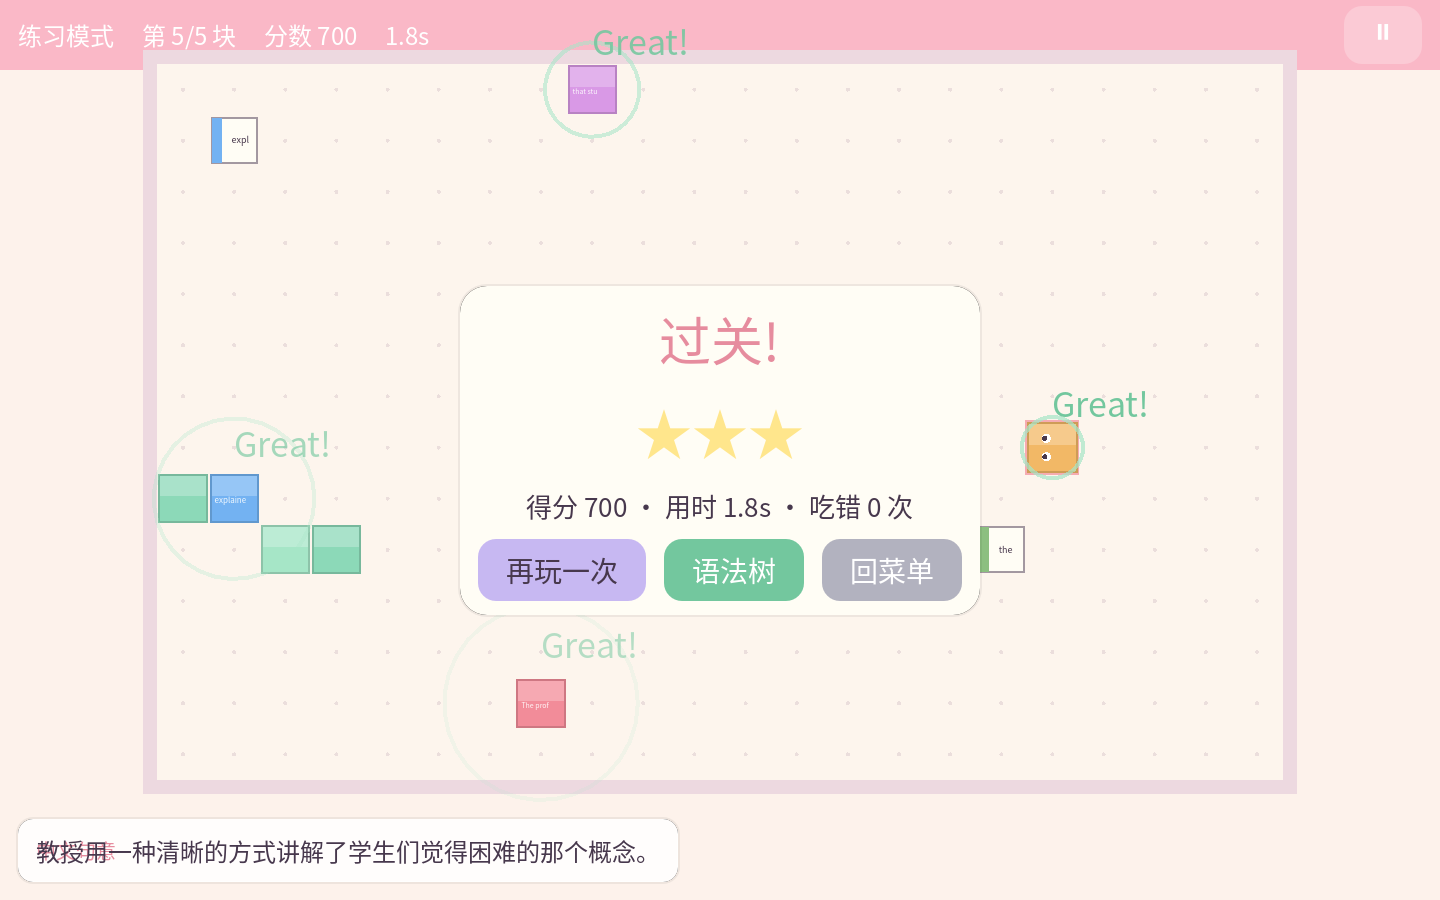 练习模式 第 5/5 块 分数 700 1.8s
Great!
that stu
expl
过关!
Great!
Great!
explaine
得分 700 · 用时 1.8s · 吃错 0 次
the
再玩一次 语法树 回菜单
Great!
The prof
教授用一种清晰的方式讲解了学生们觉得困难的那个概念。